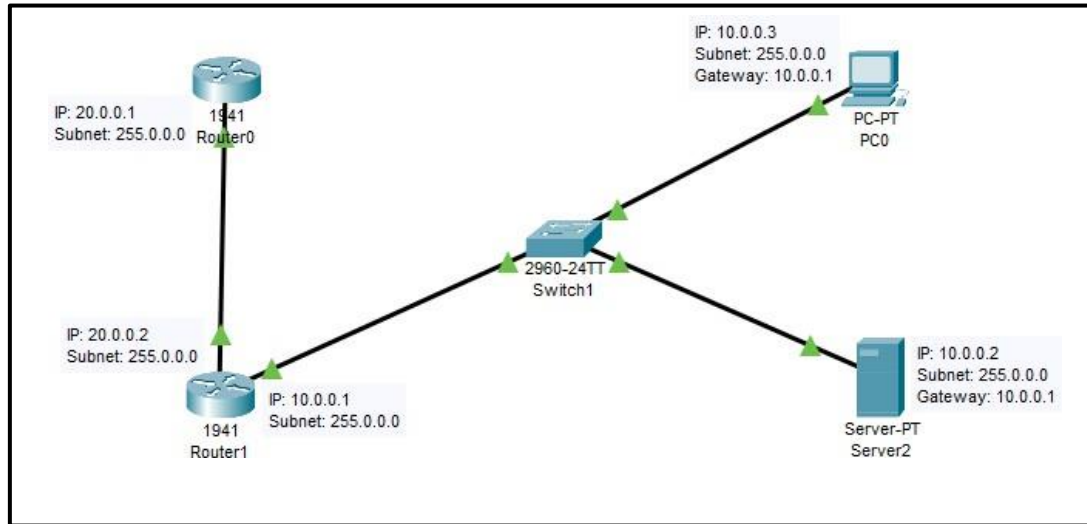 IP: 10.0.0.3
Subnet: 255.0.0.0
Gateway: 10.0.0.1
PC-PT
PC0
1941
Router0
IP: 20.0.0.1
Subnet: 255.0.0.0
2960-24TT
Switch1
IP: 20.0.0.2
Subnet: 255.0.0.0
IP: 10.0.0.1
Subnet: 255.0.0.0
1941
Router1
IP: 10.0.0.2
Subnet: 255.0.0.0
Gateway: 10.0.0.1
Server-PT
Server2